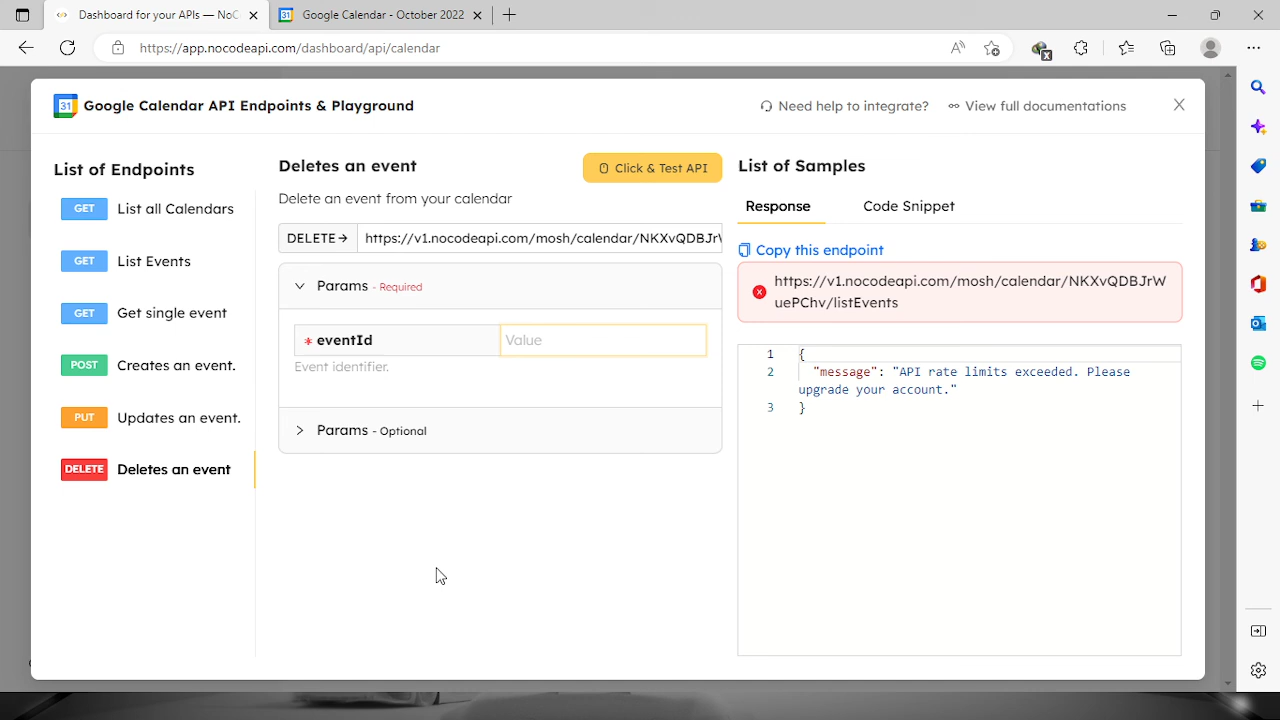 Dashboard for your APIs — NoC
Google Calendar - October 2022
https://app.nocodeapi.com/dashboard/api/calendar
31 Google Calendar API Endpoints & Playground
Need help to integrate?
View full documentations
List of Endpoints
GET List all Calendars
GET List Events
GET Get single event
POST Creates an event.
PUT Updates an event.
DELETE Deletes an event
Deletes an event
Click & Test API
Delete an event from your calendar
DELETE→ https://v1.nocodeapi.com/mosh/calendar/NKXvQDBJrW
Params - Required
* eventId Value
Event identifier.
Params - Optional
List of Samples
Response Code Snippet
Copy this endpoint
https://v1.nocodeapi.com/mosh/calendar/NKXvQDBJrW
uePChv/listEvents
1 {
2 "message": "API rate limits exceeded. Please
upgrade your account."
3 }